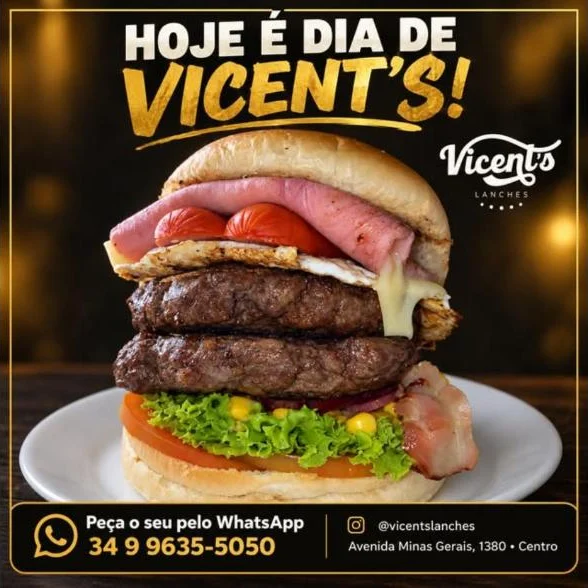 HOJE É DIA DE
VICENT'S!
Vicent's
LANCHES
Peça o seu pelo WhatsApp
34 9 9635-5050
@vicentslanches
Avenida Minas Gerais, 1380 • Centro